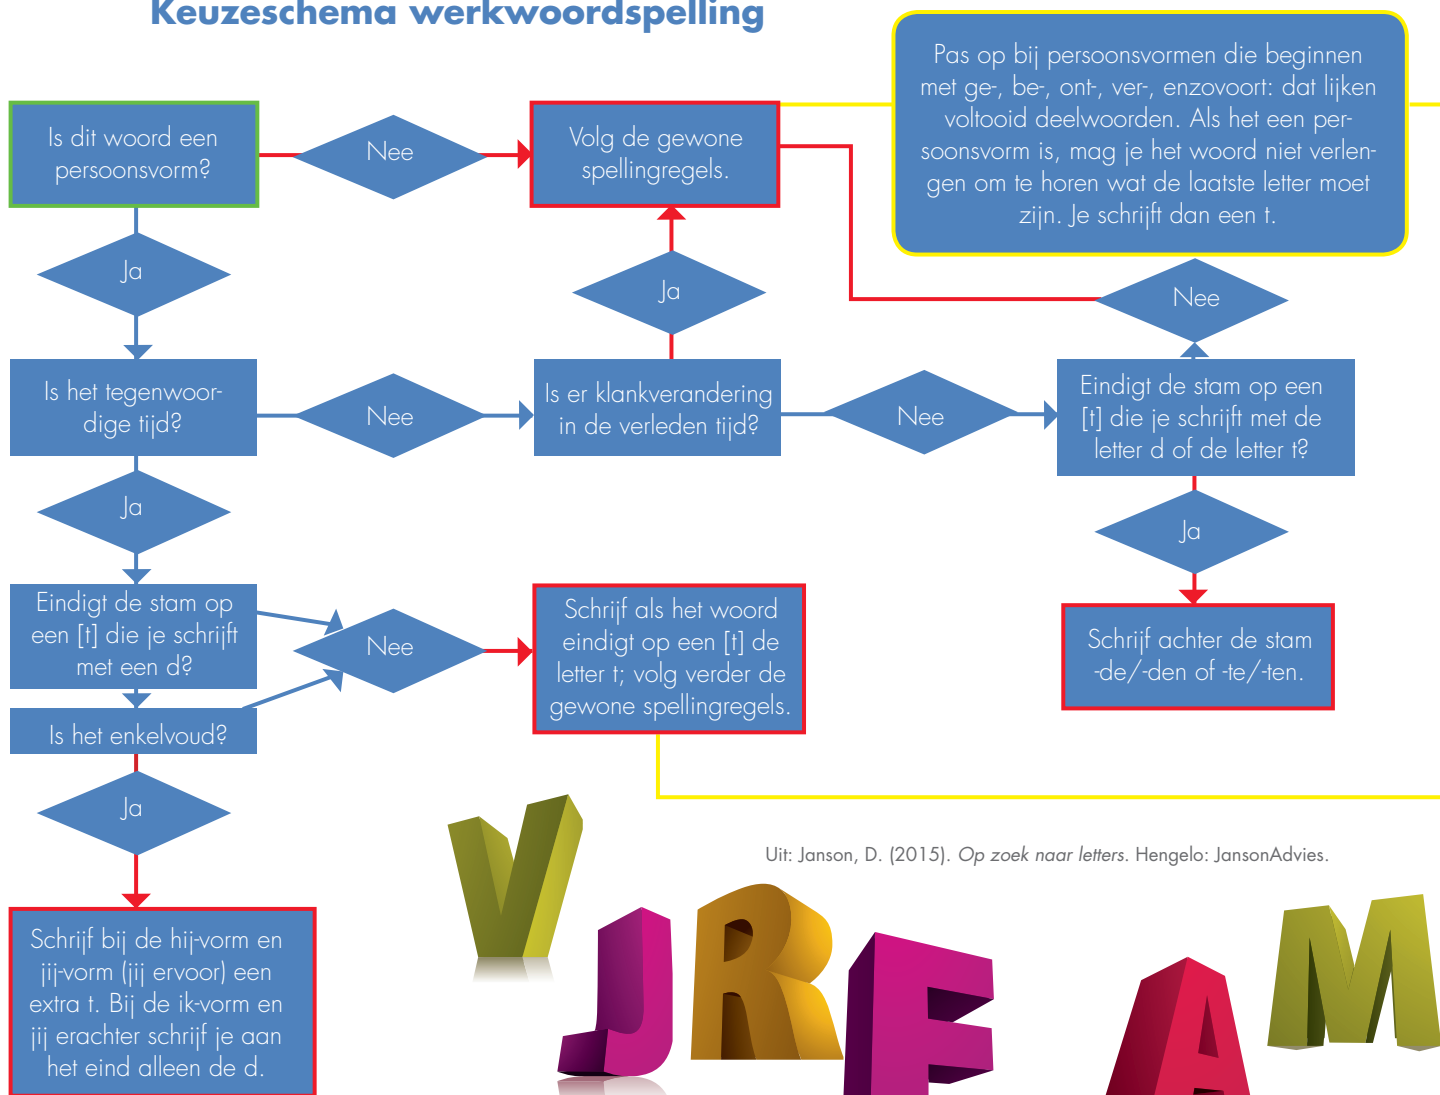 Keuzeschema werkwoordspelling
Pas op bij persoonsvormen die beginnen
met ge-, be-, ont-, ver-, enzovoort: dat lijken
voltooid deelwoorden. Als het een per-
soonsvorm is, mag je het woord niet verlen-
gen om te horen wat de laatste letter moet
zijn. Je schrijft dan een t.
Is dit woord een
persoonsvorm?
Nee
Volg de gewone
spellingregels.
Ja
Ja
Nee
Is het tegenwoor-
dige tijd?
Nee
Is er klankverandering
in de verleden tijd?
Nee
Eindigt de stam op een
[t] die je schrijft met de
letter d of de letter t?
Ja
Ja
Eindigt de stam op
een [t] die je schrijft
met een d?
Nee
Schrijf als het woord
eindigt op een [t] de
letter t; volg verder de
gewone spellingregels.
Schrijf achter de stam
-de/-den of -te/-ten.
Is het enkelvoud?
Ja
Schrijf bij de hij-vorm en
jij-vorm (jij ervoor) een
extra t. Bij de ik-vorm en
jij erachter schrijf je aan
het eind alleen de d.
Uit: Janson, D. (2015). Op zoek naar letters. Hengelo: JansonAdvies.
V J R F A M